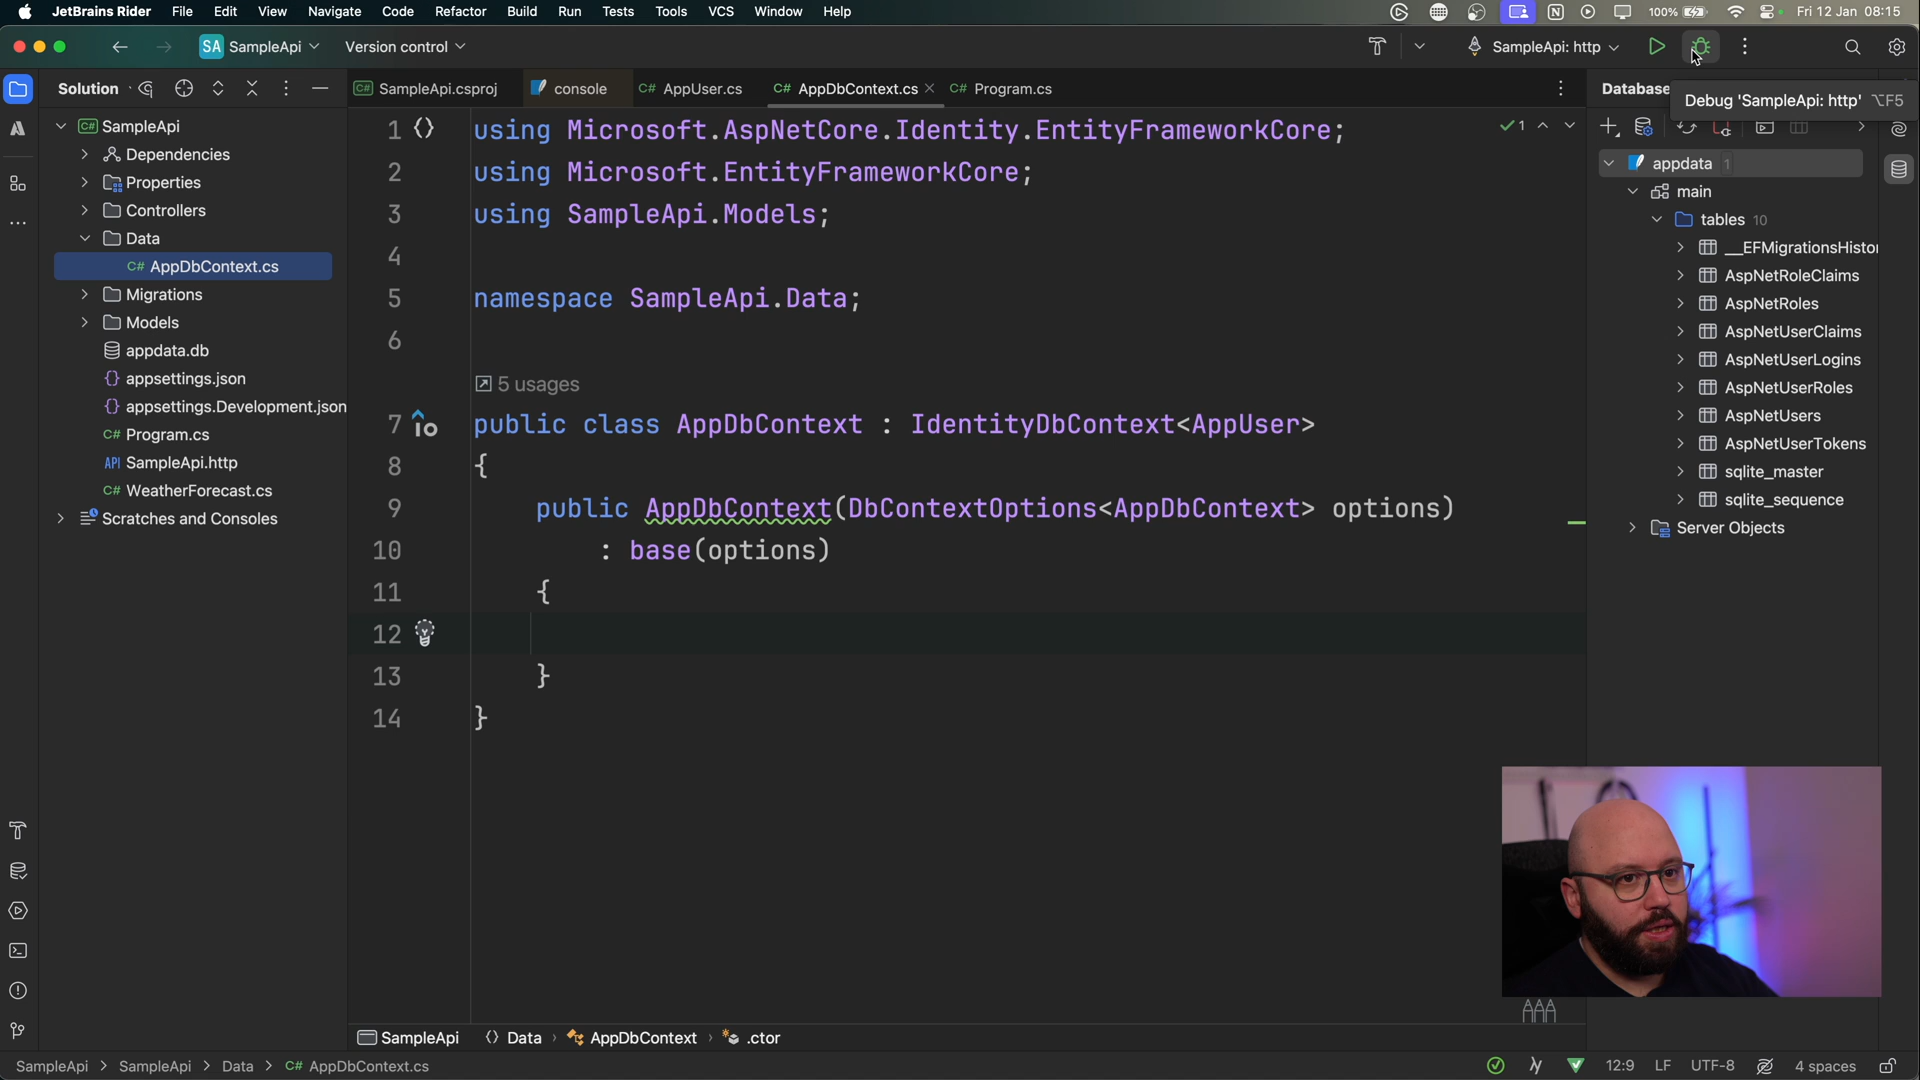 JetBrains Rider File Edit View Navigate Code Refactor Build Run Tests Tools VCS Window Help 100% Fri 12 Jan 08:15
SA SampleApi Version control SampleApi: http
Solution
C# SampleApi.csproj console C# AppUser.cs C# AppDbContext.cs C# Program.cs
Database
Debug 'SampleApi: http' ⌥F5
C# SampleApi
Dependencies
Properties
Controllers
Data
C# AppDbContext.cs
Migrations
Models
appdata.db
{} appsettings.json
{} appsettings.Development.json
C# Program.cs
API SampleApi.http
C# WeatherForecast.cs
Scratches and Consoles
1 using Microsoft.AspNetCore.Identity.EntityFrameworkCore;
2 using Microsoft.EntityFrameworkCore;
3 using SampleApi.Models;
4
5 namespace SampleApi.Data;
6
5 usages
7 public class AppDbContext : IdentityDbContext<AppUser>
8 {
9 public AppDbContext(DbContextOptions<AppDbContext> options)
10 : base(options)
11 {
12
13 }
14 }
1
appdata 1
main
tables 10
__EFMigrationsHistor
AspNetRoleClaims
AspNetRoles
AspNetUserClaims
AspNetUserLogins
AspNetUserRoles
AspNetUsers
AspNetUserTokens
sqlite_master
sqlite_sequence
Server Objects
SampleApi Data › AppDbContext › .ctor
SampleApi > SampleApi > Data > C# AppDbContext.cs 12:9 LF UTF-8 4 spaces